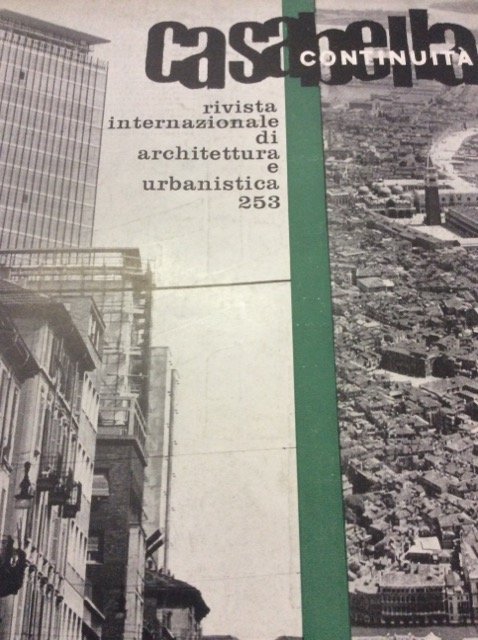 casabella
CONTINUITÀ
rivista
internazionale
di
architettura
e
urbanistica
253